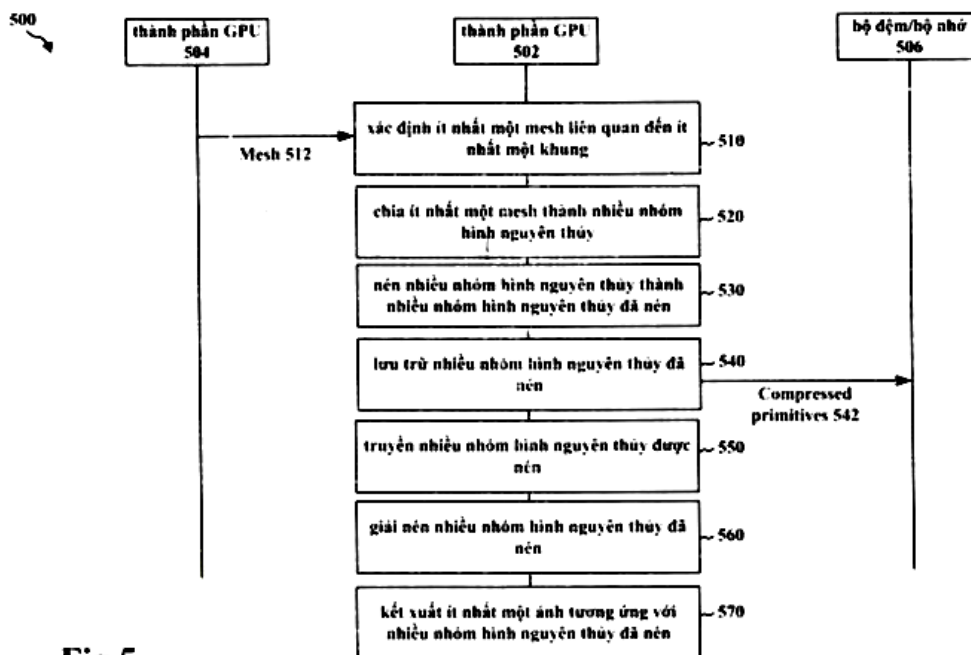 500
thành phần GPU
504
thành phần GPU
502
bộ đệm/bộ nhớ
506
xác định ít nhất một mesh liên quan đến ít
nhất một khung
510
Mesh 512
chia ít nhất một mesh thành nhiều nhóm
hình nguyên thủy
520
nén nhiều nhóm hình nguyên thủy thành
nhiều nhóm hình nguyên thủy đã nén
530
lưu trữ nhiều nhóm hình nguyên thủy đã
nén
540
Compressed
primitives 542
truyền nhiều nhóm hình nguyên thủy được
nén
550
giải nén nhiều nhóm hình nguyên thủy đã
nén
560
kết xuất ít nhất một ảnh tương ứng với
nhiều nhóm hình nguyên thủy đã nén
570
Fig 5